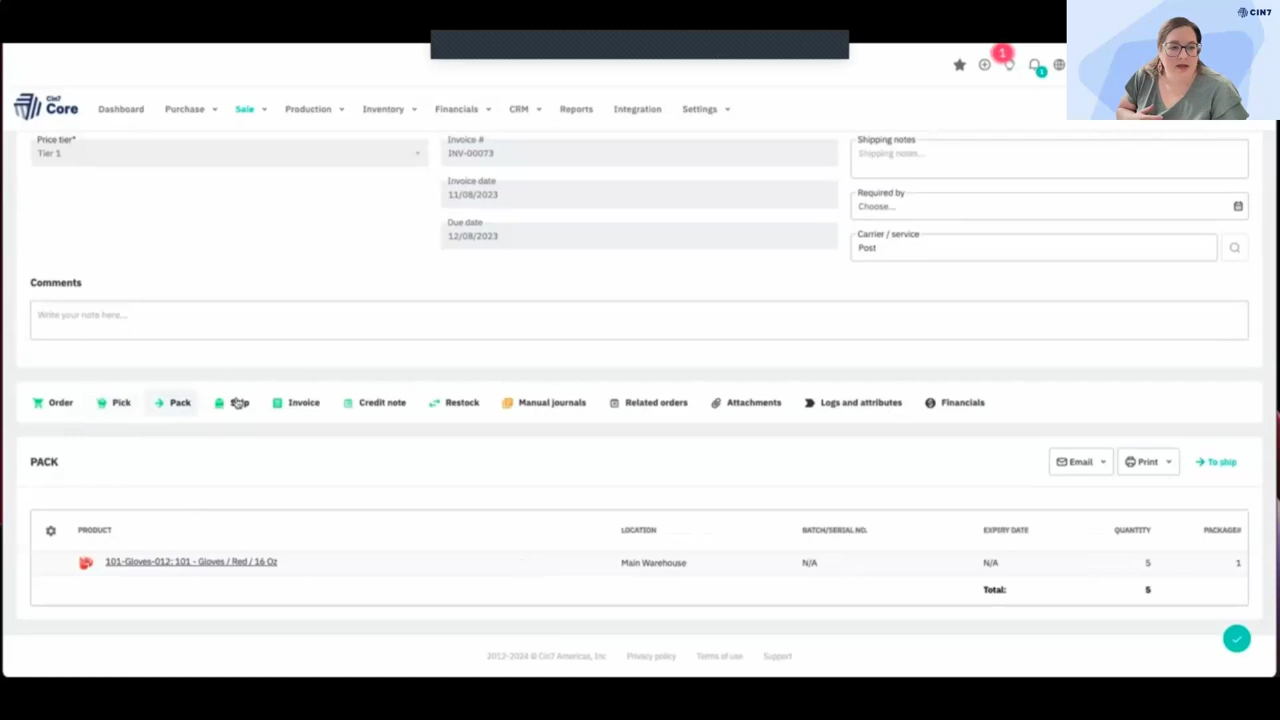 CIN7
1
1
Cin7
Core
Dashboard Purchase Sale Production Inventory Financials CRM Reports Integration Settings
Price tier*
Tier 1
Invoice #
INV-00073
Invoice date
11/08/2023
Due date
12/08/2023
Shipping notes
Shipping notes...
Required by
Choose...
Carrier / service
Post
Comments
Write your note here...
Order Pick Pack Ship Invoice Credit note Restock Manual journals Related orders Attachments Logs and attributes Financials
PACK
Email Print To ship
PRODUCT LOCATION BATCH/SERIAL NO. EXPIRY DATE QUANTITY PACKAGE#
101-Gloves-012: 101 - Gloves / Red / 16 Oz Main Warehouse N/A N/A 5 1
Total: 5
2012-2024 © Cin7 Americas, Inc Privacy policy Terms of use Support